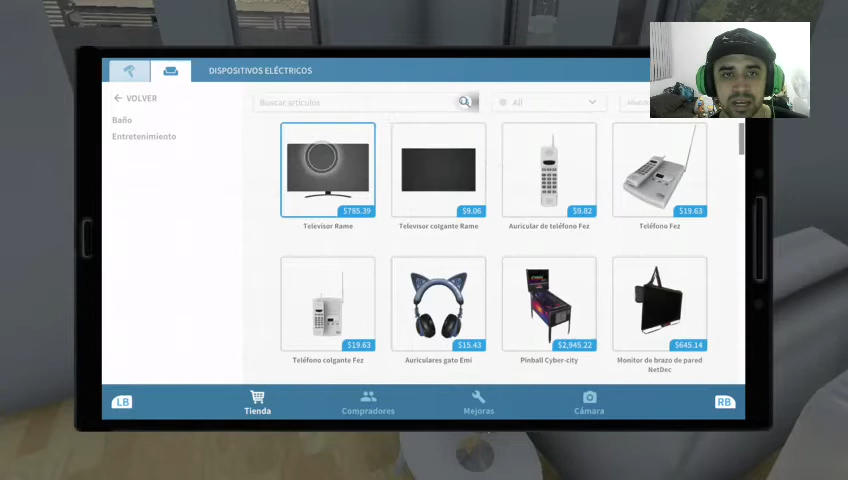 DISPOSITIVOS ELÉCTRICOS
VOLVER
Buscar artículos
All
Baño
Entretenimiento
$785.39
$9.06
$9.82
$19.63
Televisor Rame
Televisor colgante Rame
Auricular de teléfono Fez
Teléfono Fez
$19.63
$15.43
$2,945.22
$645.14
Teléfono colgante Fez
Auriculares gato Emi
Pinball Cyber-city
Monitor de brazo de pared
NetDec
LB
Tienda
Compradores
Mejoras
Cámara
RB